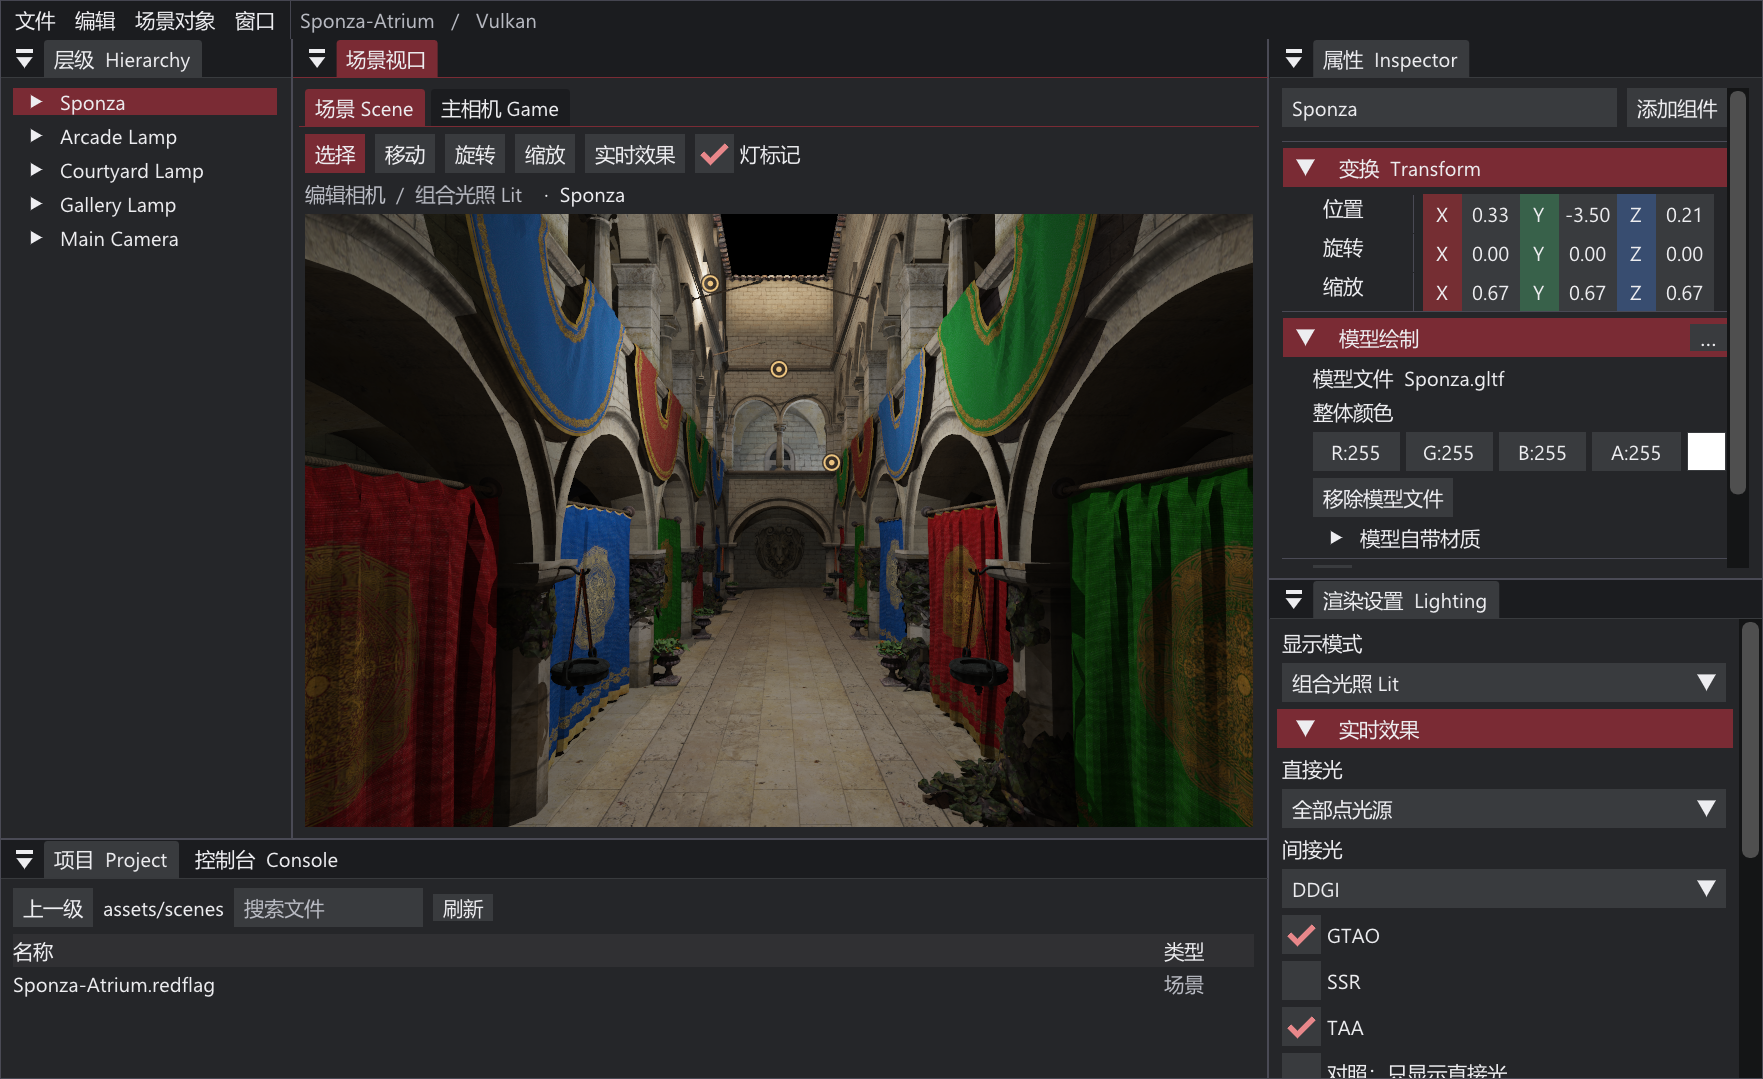 文件 编辑 场景对象 窗口 Sponza-Atrium / Vulkan
层级 Hierarchy
Sponza
Arcade Lamp
Courtyard Lamp
Gallery Lamp
Main Camera
场景视口
场景 Scene 主相机 Game
选择 移动 旋转 缩放 实时效果 灯标记
编辑相机 / 组合光照 Lit · Sponza
属性 Inspector
Sponza 添加组件
变换 Transform
位置 X 0.33 Y -3.50 Z 0.21
旋转 X 0.00 Y 0.00 Z 0.00
缩放 X 0.67 Y 0.67 Z 0.67
模型绘制 ...
模型文件 Sponza.gltf
整体颜色
R:255 G:255 B:255 A:255
移除模型文件
模型自带材质
渲染设置 Lighting
显示模式
组合光照 Lit
实时效果
直接光
全部点光源
间接光
DDGI
GTAO
SSR
TAA
对照：只显示直接光
项目 Project 控制台 Console
上一级 assets/scenes 搜索文件 刷新
名称 类型
Sponza-Atrium.redflag 场景